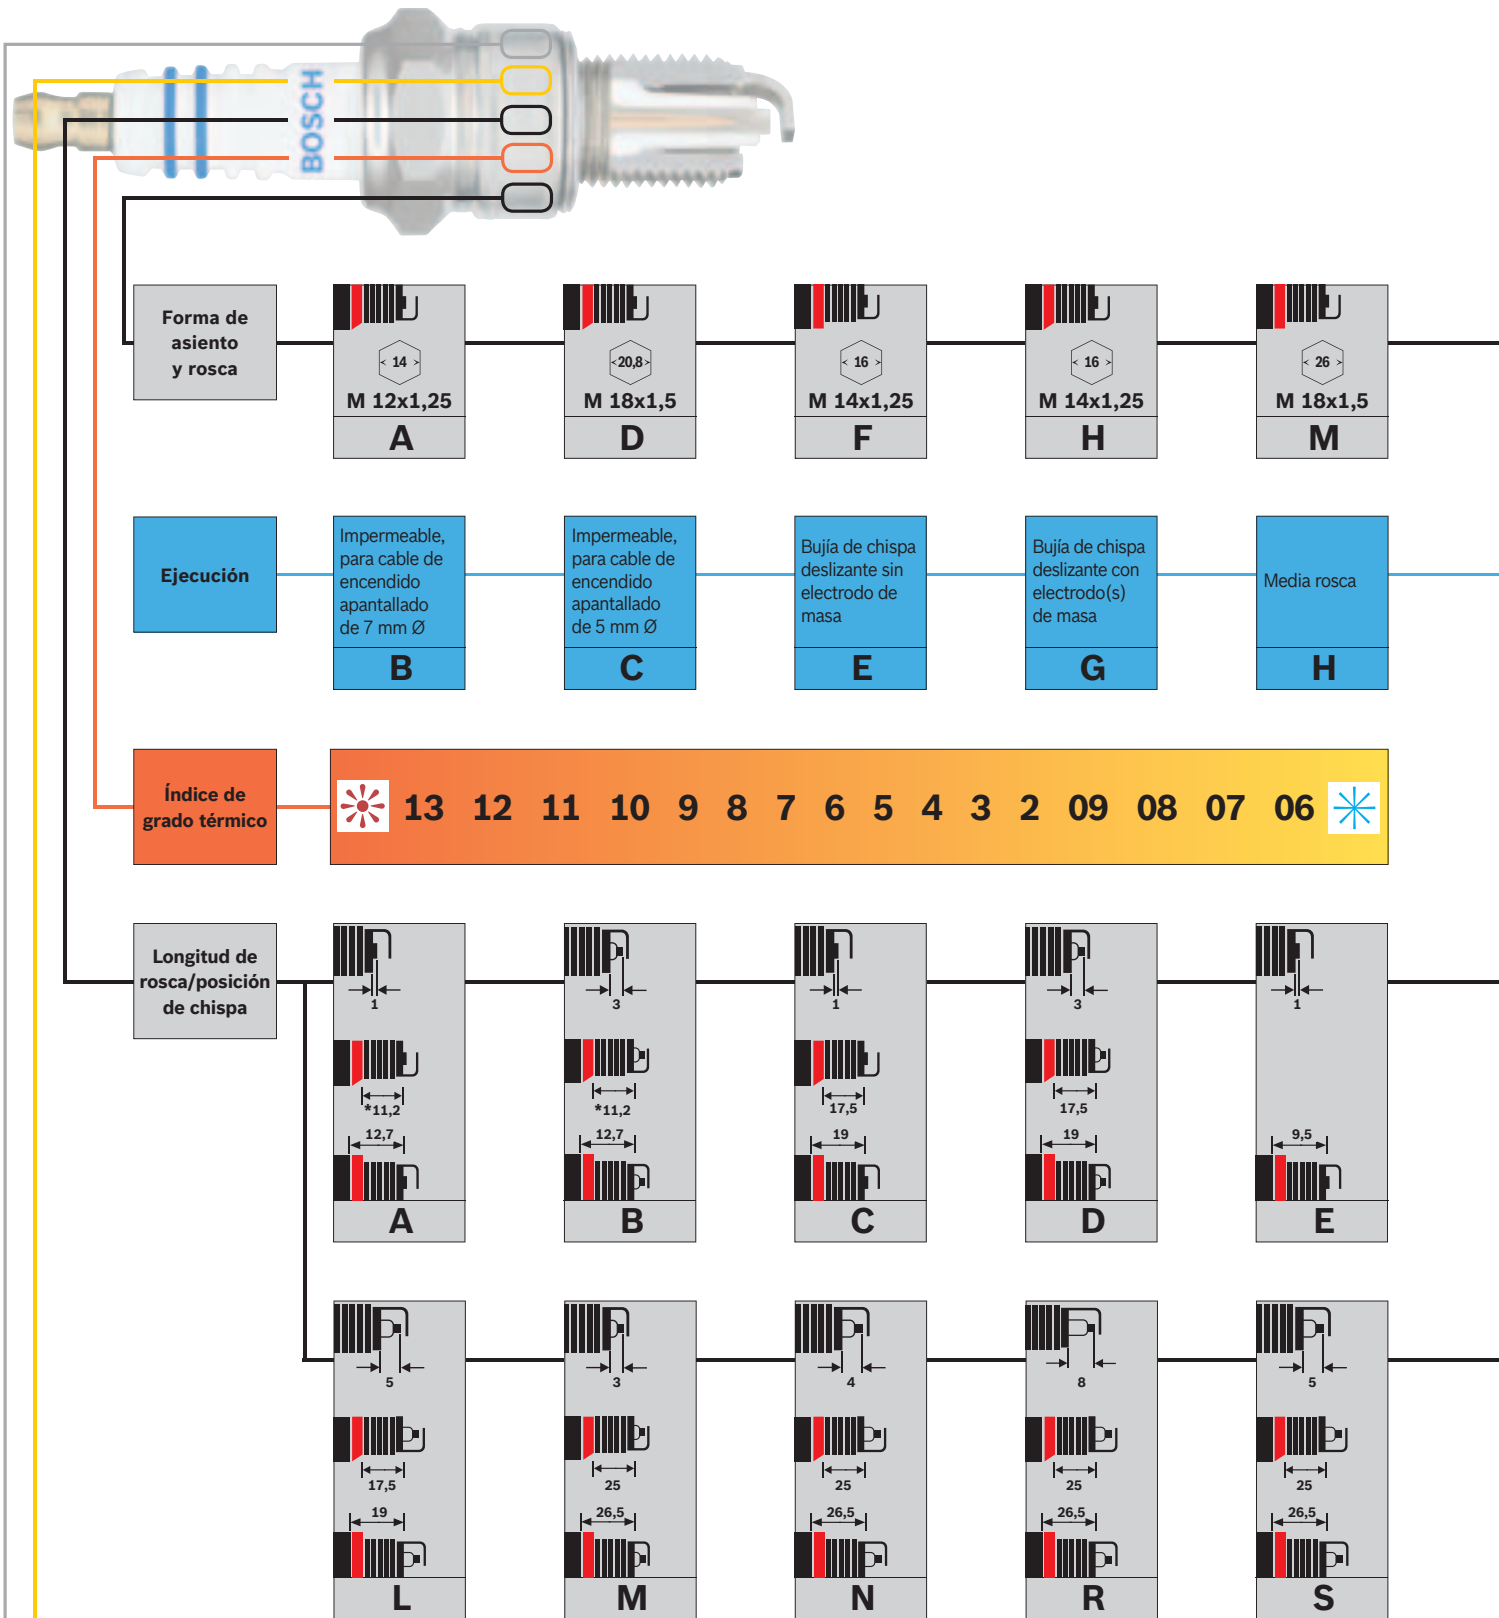 BOSCH
Forma de
asiento
y rosca
< 14 >
M 12x1,25
A
<20,8>
M 18x1,5
D
< 16 >
M 14x1,25
F
< 16 >
M 14x1,25
H
< 26 >
M 18x1,5
M
Ejecución
Impermeable,
para cable de
encendido
apantallado
de 7 mm Ø
B
Impermeable,
para cable de
encendido
apantallado
de 5 mm Ø
C
Bujía de chispa
deslizante sin
electrodo de
masa
E
Bujía de chispa
deslizante con
electrodo(s)
de masa
G
Media rosca
H
Índice de
grado térmico
13 12 11 10 9 8 7 6 5 4 3 2 09 08 07 06
Longitud de
rosca/posición
de chispa
1
*11,2
12,7
A
3
*11,2
12,7
B
1
17,5
19
C
3
17,5
19
D
1
9,5
E
5
17,5
19
L
3
25
26,5
M
4
25
26,5
N
8
25
26,5
R
5
25
26,5
S